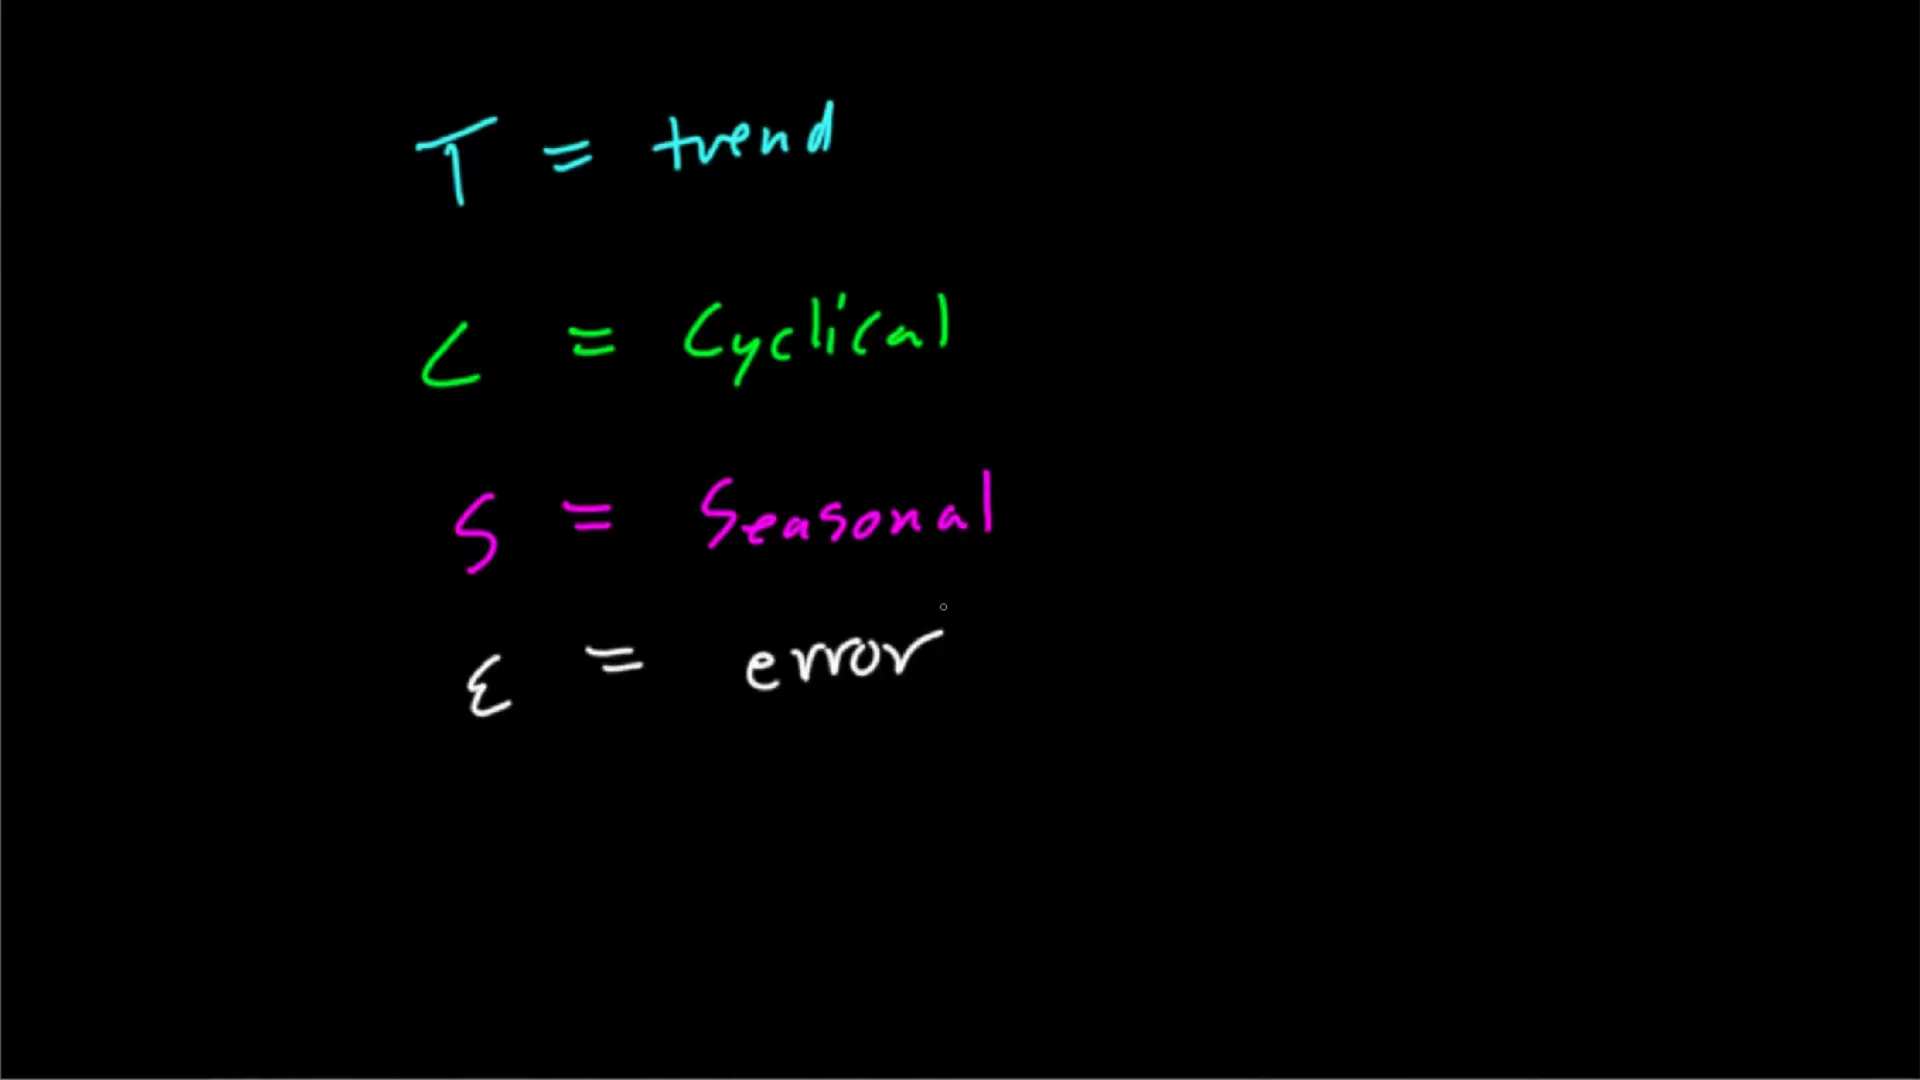 T = trend
C = Cyclical
S = Seasonal
ε = error